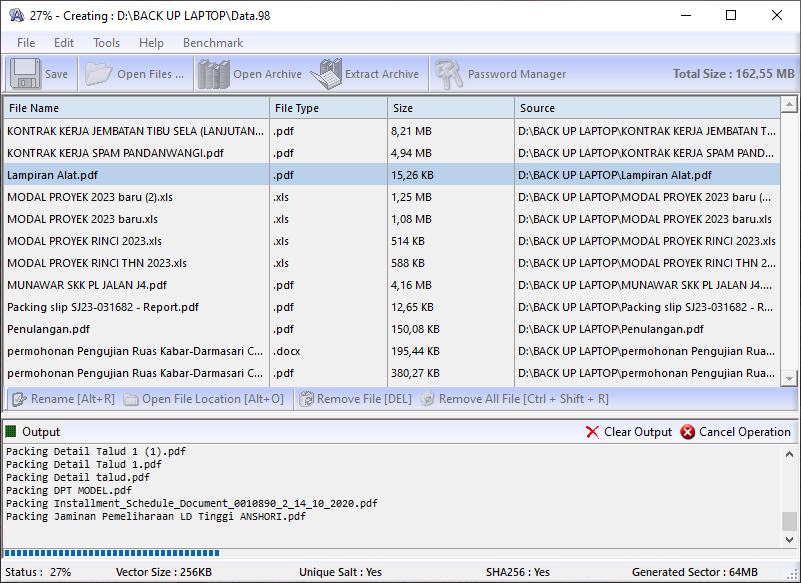 27% - Creating : D:\BACK UP LAPTOP\Data.98
File Edit Tools Help Benchmark
Save Open Files ... Open Archive Extract Archive Password Manager Total Size : 162,55 MB
File Name File Type Size Source
KONTRAK KERJA JEMBATAN TIBU SELA (LANJUTAN... .pdf 8,21 MB D:\BACK UP LAPTOP\KONTRAK KERJA JEMBATAN T...
KONTRAK KERJA SPAM PANDANWANGI.pdf .pdf 4,94 MB D:\BACK UP LAPTOP\KONTRAK KERJA SPAM PAND...
Lampiran Alat.pdf .pdf 15,26 KB D:\BACK UP LAPTOP\Lampiran Alat.pdf
MODAL PROYEK 2023 baru (2).xls .xls 1,25 MB D:\BACK UP LAPTOP\MODAL PROYEK 2023 baru (...
MODAL PROYEK 2023 baru.xls .xls 1,08 MB D:\BACK UP LAPTOP\MODAL PROYEK 2023 baru.xls
MODAL PROYEK RINCI 2023.xls .xls 514 KB D:\BACK UP LAPTOP\MODAL PROYEK RINCI 2023.xls
MODAL PROYEK RINCI THN 2023.xls .xls 588 KB D:\BACK UP LAPTOP\MODAL PROYEK RINCI THN 2...
MUNAWAR SKK PL JALAN J4.pdf .pdf 4,16 MB D:\BACK UP LAPTOP\MUNAWAR SKK PL JALAN J4....
Packing slip SJ23-031682 - Report.pdf .pdf 12,65 KB D:\BACK UP LAPTOP\Packing slip SJ23-031682 - R...
Penulangan.pdf .pdf 150,08 KB D:\BACK UP LAPTOP\Penulangan.pdf
permohonan Pengujian Ruas Kabar-Darmasari C... .docx 195,44 KB D:\BACK UP LAPTOP\permohonan Pengujian Rua...
permohonan Pengujian Ruas Kabar-Darmasari C... .pdf 380,27 KB D:\BACK UP LAPTOP\permohonan Pengujian Rua...
Rename [Alt+R] Open File Location [Alt+O] Remove File [DEL] Remove All File [Ctrl + Shift + R]
Output Clear Output Cancel Operation
Packing Detail Talud 1 (1).pdf
Packing Detail Talud 1.pdf
Packing Detail talud.pdf
Packing DPT MODEL.pdf
Packing Installment_Schedule_Document_0010890_2_14_10_2020.pdf
Packing Jaminan Pemeliharaan LD Tinggi ANSHORI.pdf
Status : 27% Vector Size : 256KB Unique Salt : Yes SHA256 : Yes Generated Sector : 64MB